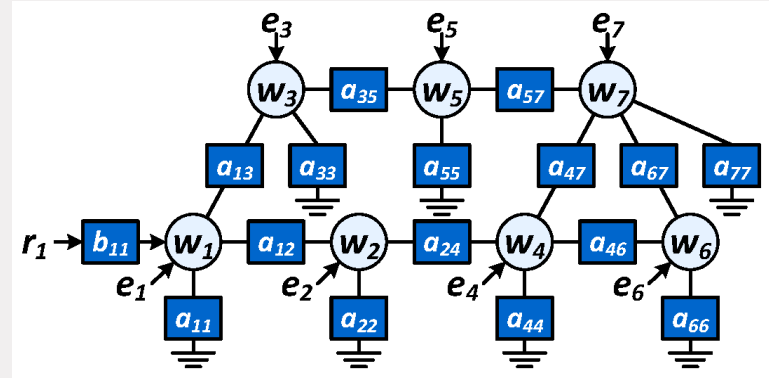 e3 e5 e7
w3 a35 w5 a57 w7
a13 a33 a55 a47 a67 a77
r1 b11 w1 a12 w2 a24 w4 a46 w6
e1 e2 e4 e6
a11 a22 a44 a66